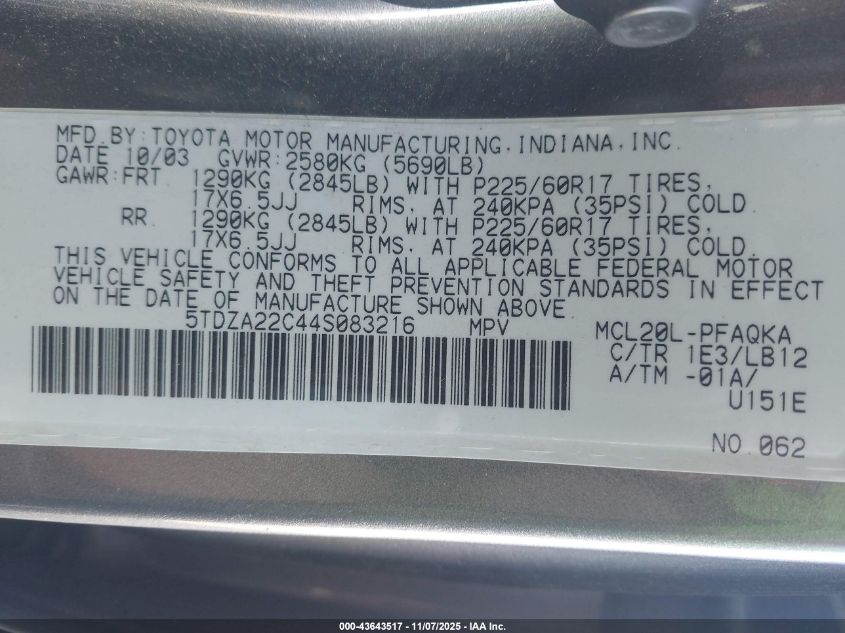 MFD.BY:TOYOTA MOTOR MANUFACTURING.INDIANA.INC.
DATE 10/03 GVWR:2580KG (5690LB)
GAWR:FRT 1290KG (2845LB) WITH P225/60R17 TIRES,
17X6.5JJ RIMS, AT 240KPA (35PSI) COLD.
RR 1290KG (2845LB) WITH P225/60R17 TIRES,
17X6.5JJ RIMS, AT 240KPA (35PSI) COLD.
THIS VEHICLE CONFORMS TO ALL APPLICABLE FEDERAL MOTOR
VEHICLE SAFETY AND THEFT PREVENTION STANDARDS IN EFFECT
ON THE DATE OF MANUFACTURE SHOWN ABOVE.
5TDZA22C44S083216 MPV
MCL20L-PFAQKA
C/TR 1E3/LB12
A/TM -01A/
U151E
NO.062
000-43643517 - 11/07/2025 - IAA Inc.